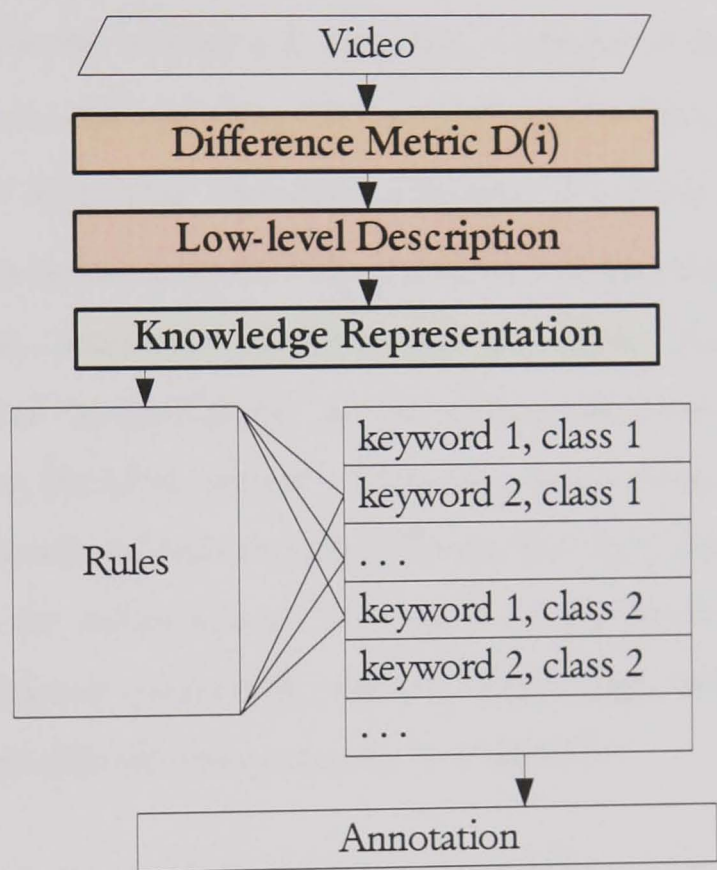 Video
Difference Metric D(i)
Low-level Description
Knowledge Representation
Rules
keyword 1, class 1
keyword 2, class 1
. . .
keyword 1, class 2
keyword 2, class 2
. . .
Annotation